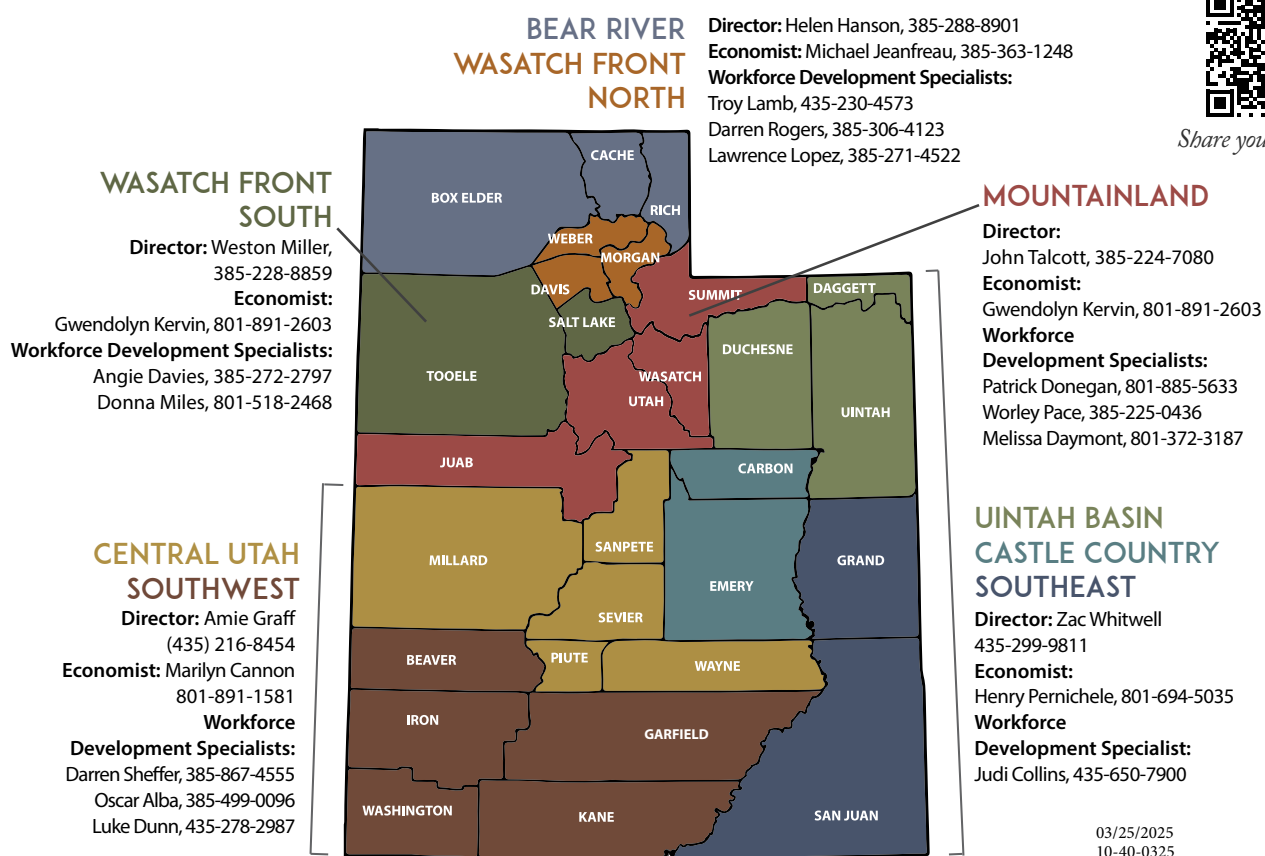 BEAR RIVER
WASATCH FRONT
NORTH
Director: Helen Hanson, 385-288-8901
Economist: Michael Jeanfreau, 385-363-1248
Workforce Development Specialists:
Troy Lamb, 435-230-4573
Darren Rogers, 385-306-4123
Lawrence Lopez, 385-271-4522
Share you
WASATCH FRONT
SOUTH
Director: Weston Miller,
385-228-8859
Economist:
Gwendolyn Kervin, 801-891-2603
Workforce Development Specialists:
Angie Davies, 385-272-2797
Donna Miles, 801-518-2468
MOUNTAINLAND
Director:
John Talcott, 385-224-7080
Economist:
Gwendolyn Kervin, 801-891-2603
Workforce
Development Specialists:
Patrick Donegan, 801-885-5633
Worley Pace, 385-225-0436
Melissa Daymont, 801-372-3187
CENTRAL UTAH
SOUTHWEST
Director: Amie Graff
(435) 216-8454
Economist: Marilyn Cannon
801-891-1581
Workforce
Development Specialists:
Darren Sheffer, 385-867-4555
Oscar Alba, 385-499-0096
Luke Dunn, 435-278-2987
UINTAH BASIN
CASTLE COUNTRY
SOUTHEAST
Director: Zac Whitwell
435-299-9811
Economist:
Henry Pernichele, 801-694-5035
Workforce
Development Specialist:
Judi Collins, 435-650-7900
CACHE
BOX ELDER
RICH
WEBER
MORGAN
DAVIS
SUMMIT
DAGGETT
SALT LAKE
DUCHESNE
TOOELE
WASATCH
UTAH
UINTAH
JUAB
CARBON
SANPETE
MILLARD
GRAND
EMERY
SEVIER
BEAVER
PIUTE
WAYNE
IRON
GARFIELD
WASHINGTON
KANE
SAN JUAN
03/25/2025
10-40-0325